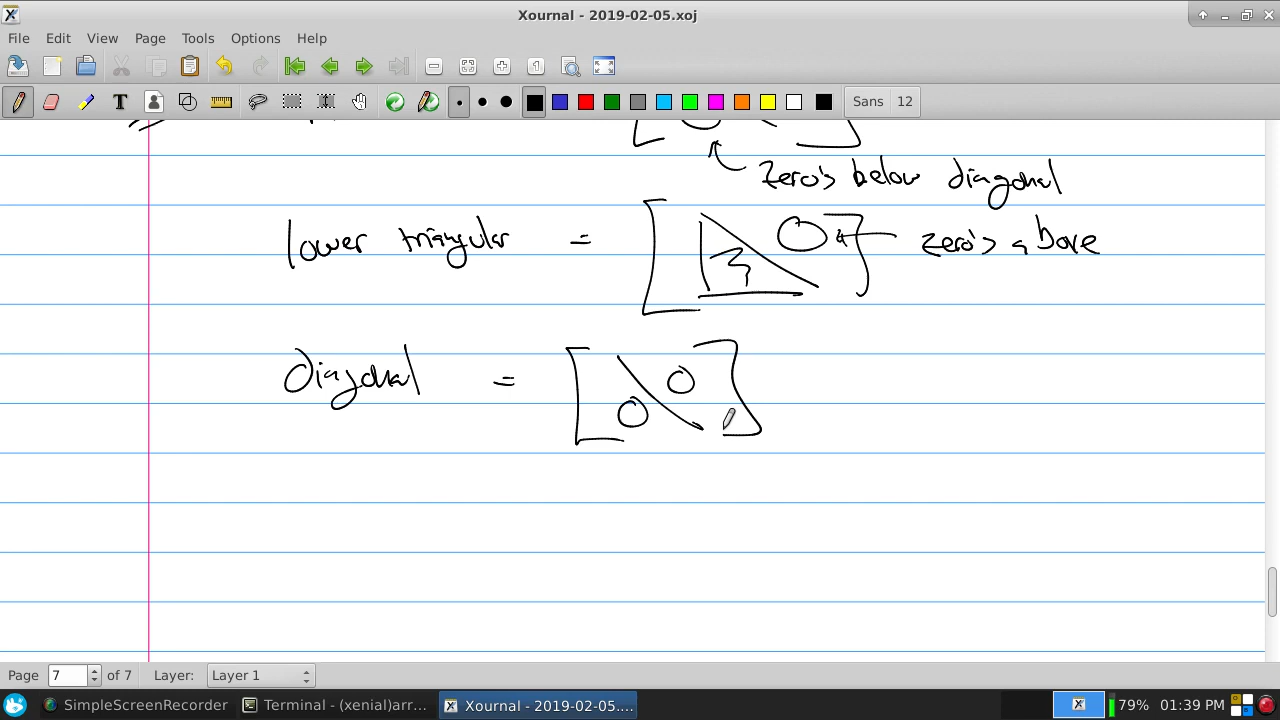 Xournal - 2019-02-05.xoj
File Edit View Page Tools Options Help
Sans 12
zero's below diagonal
lower triangular = [ 0 ] zero's above
diagonal = [ 0 0 ]
Page 7 of 7 Layer: Layer 1
SimpleScreenRecorder Terminal - (xenial)arr... Xournal - 2019-02-05.... 79% 01:39 PM